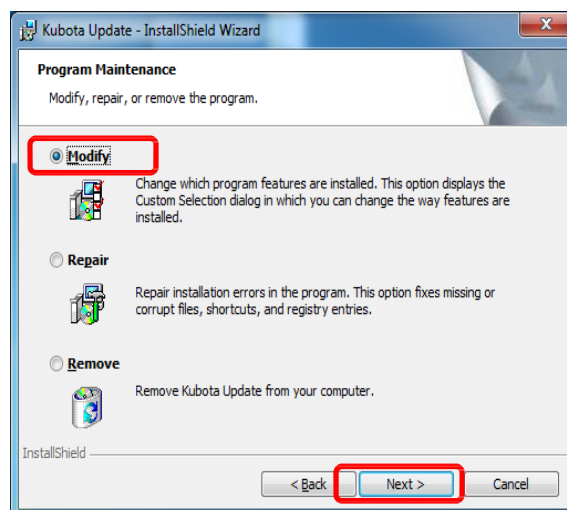 Kubota Update - InstallShield Wizard
Program Maintenance
Modify, repair, or remove the program.
Modify
Change which program features are installed. This option displays the
Custom Selection dialog in which you can change the way features are
installed.
Repair
Repair installation errors in the program. This option fixes missing or
corrupt files, shortcuts, and registry entries.
Remove
Remove Kubota Update from your computer.
InstallShield
< Back Next > Cancel